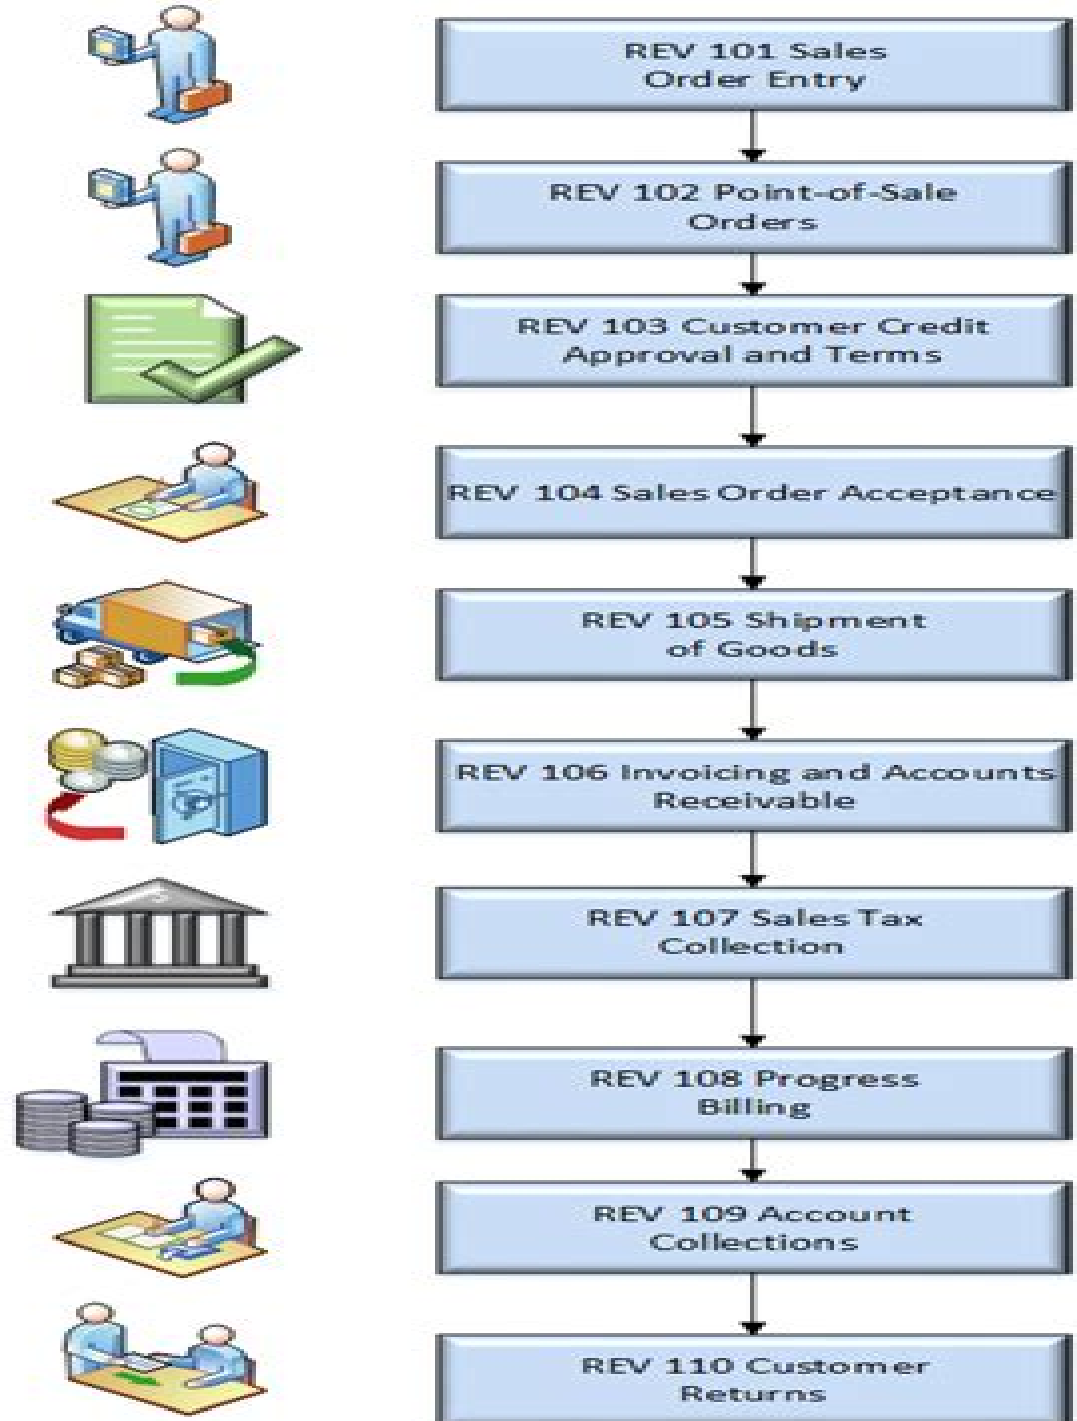 REV 101 Sales
Order Entry
REV 102 Point-of-Sale
Orders
REV 103 Customer Credit
Approval and Terms
REV 104 Sales Order Acceptance
REV 105 Shipment
of Goods
REV 106 Invoicing and Accounts
Receivable
REV 107 Sales Tax
Collection
REV 108 Progress
Billing
REV 109 Account
Collections
REV 110 Customer
Returns